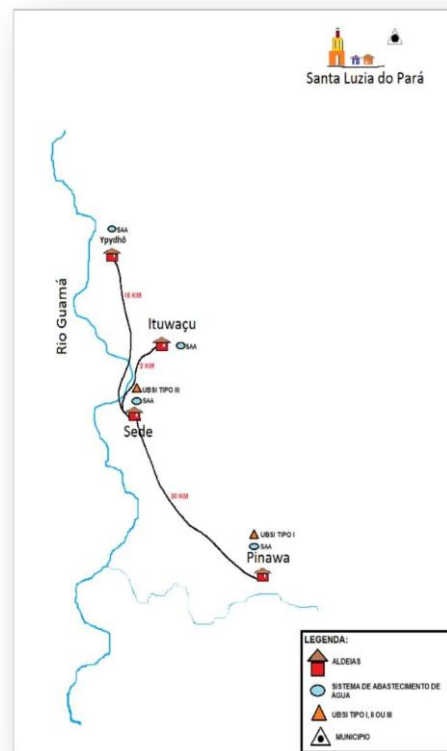 Santa Luzia do Pará
SAA
Ypydhô
Rio Guamá
15 KM
Ituwaçu
SAA
2 KM
UBSI TIPO III
SAA
Sede
30 KM
UBSI TIPO I
SAA
Pinawa
LEGENDA:
ALDEIAS
SISTEMA DE ABASTECIMENTO DE
ÁGUA
UBSI TIPO I, II OU III
MUNICIPIO